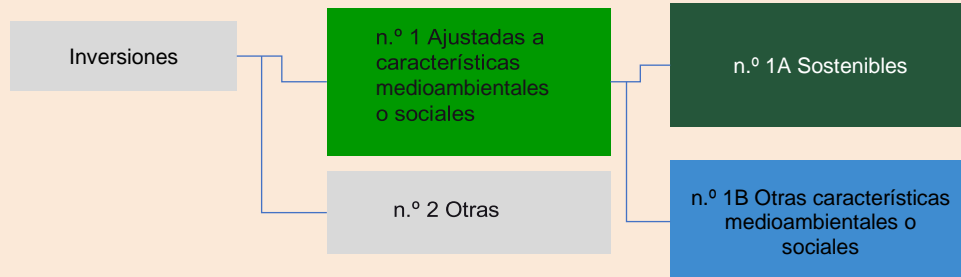 Inversiones
n.º 1 Ajustadas a
características
medioambientales
o sociales
n.º 2 Otras
n.º 1A Sostenibles
n.º 1B Otras características
medioambientales o
sociales